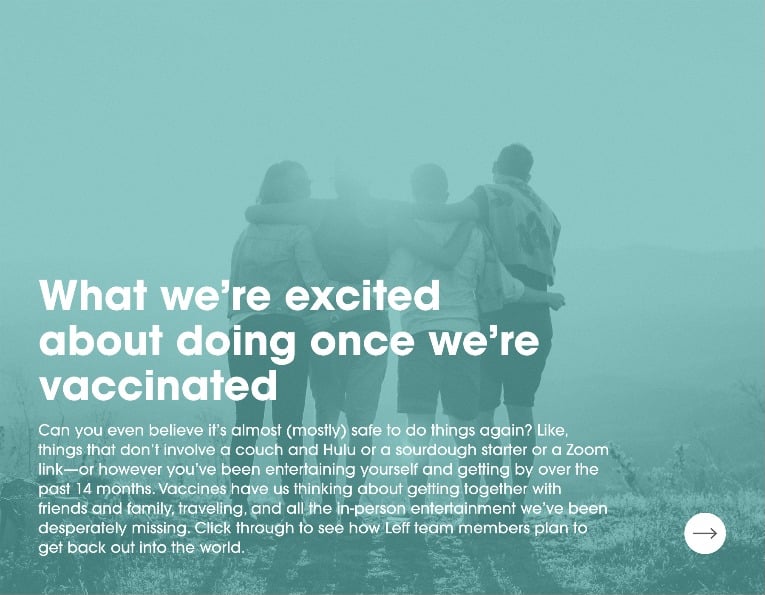 What we're excited
about doing once we're
vaccinated
Can you even believe it's almost (mostly) safe to do things again? Like,
things that don't involve a couch and Hulu or a sourdough starter or a Zoom
link—or however you've been entertaining yourself and getting by over the
past 14 months. Vaccines have us thinking about getting together with
friends and family, traveling, and all the in-person entertainment we've been
desperately missing. Click through to see how Leff team members plan to
get back out into the world.